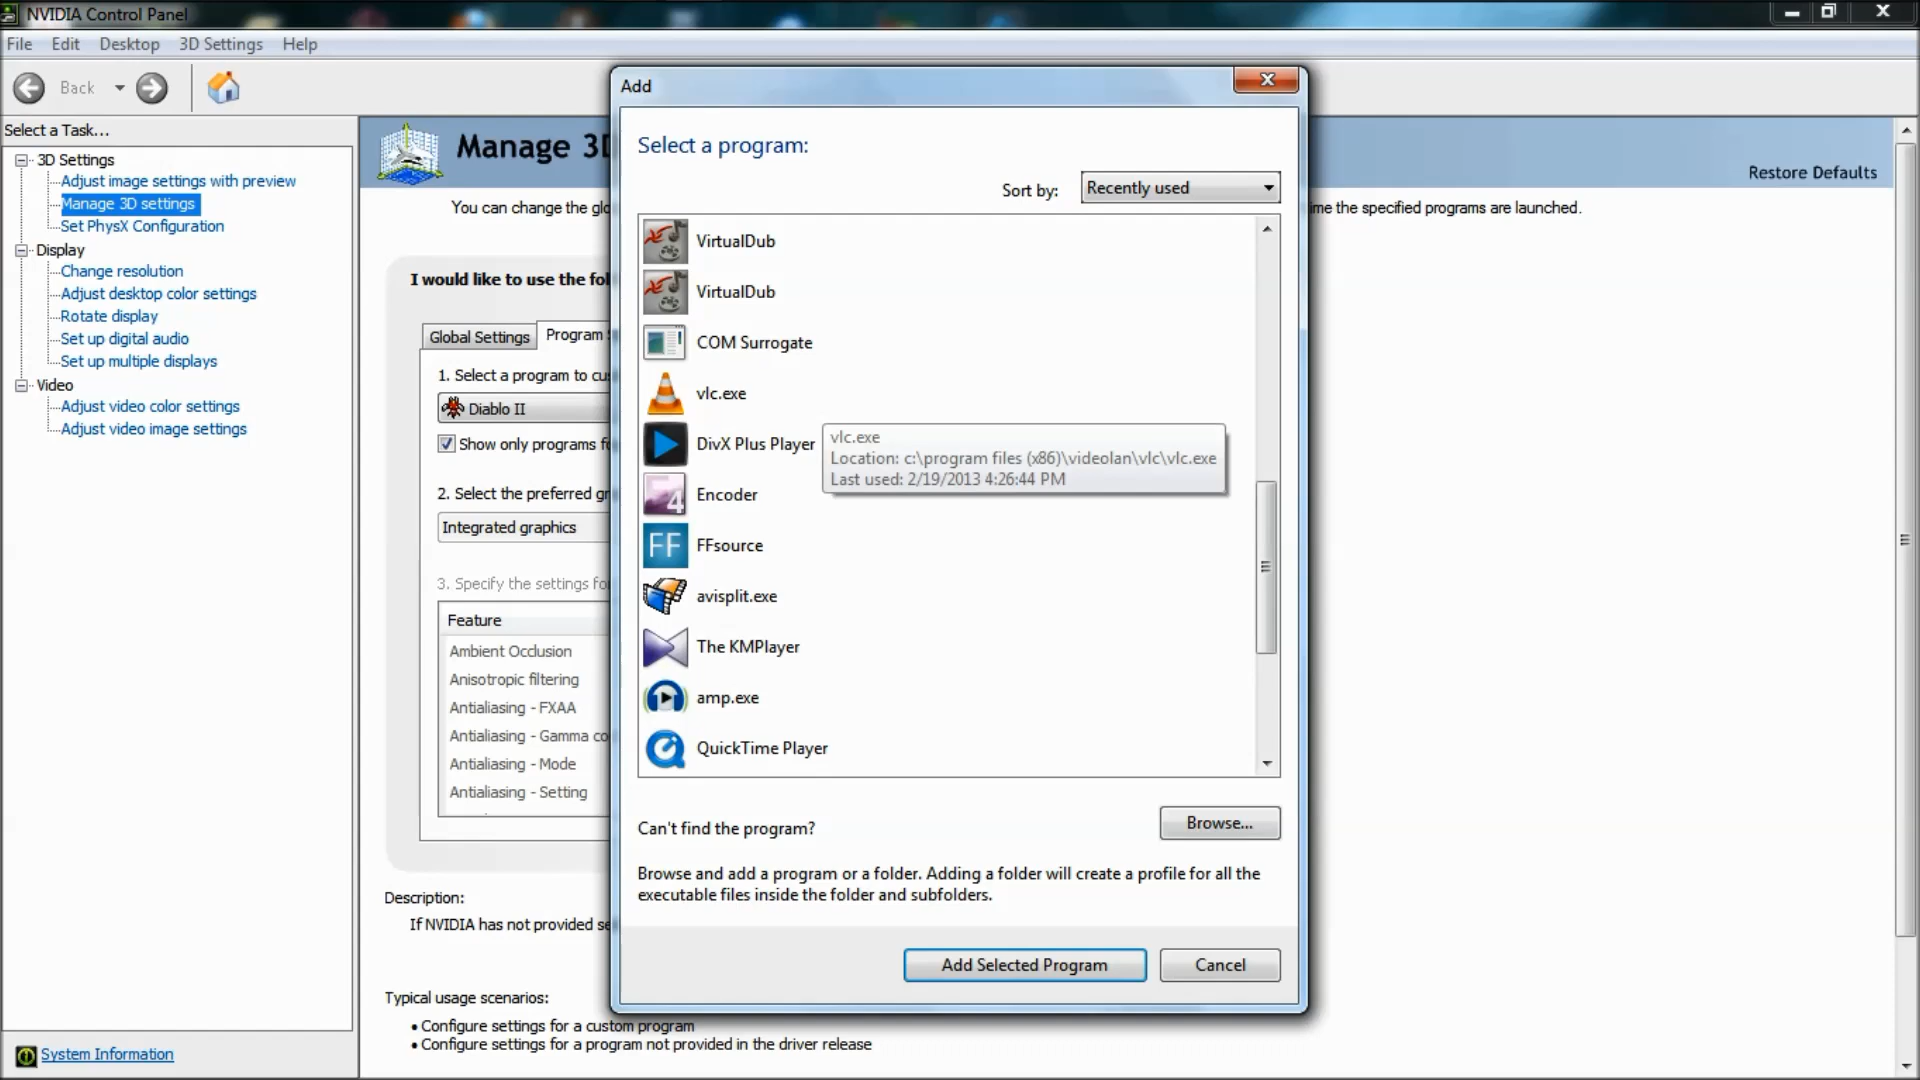 NVIDIA Control Panel
File Edit Desktop 3D Settings Help
Back
Select a Task...
3D Settings
Adjust image settings with preview
Manage 3D settings
Set PhysX Configuration
Display
Change resolution
Adjust desktop color settings
Rotate display
Set up digital audio
Set up multiple displays
Video
Adjust video color settings
Adjust video image settings
System Information
Manage 3D
Restore Defaults
You can change the glo
ime the specified programs are launched.
I would like to use the fol
Global Settings
Program S
1. Select a program to cus
Diablo II
Show only programs fo
2. Select the preferred gr
Integrated graphics
3. Specify the settings for
Feature
Ambient Occlusion
Anisotropic filtering
Antialiasing - FXAA
Antialiasing - Gamma co
Antialiasing - Mode
Antialiasing - Setting
Description:
If NVIDIA has not provided se
Typical usage scenarios:
• Configure settings for a custom program
• Configure settings for a program not provided in the driver release
Add
Select a program:
Sort by: Recently used
VirtualDub
VirtualDub
COM Surrogate
vlc.exe
DivX Plus Player
vlc.exe
Location: c:\program files (x86)\videolan\vlc\vlc.exe
Last used: 2/19/2013 4:26:44 PM
4 Encoder
FF FFsource
avisplit.exe
The KMPlayer
amp.exe
QuickTime Player
Can't find the program?
Browse...
Browse and add a program or a folder. Adding a folder will create a profile for all the
executable files inside the folder and subfolders.
Add Selected Program
Cancel